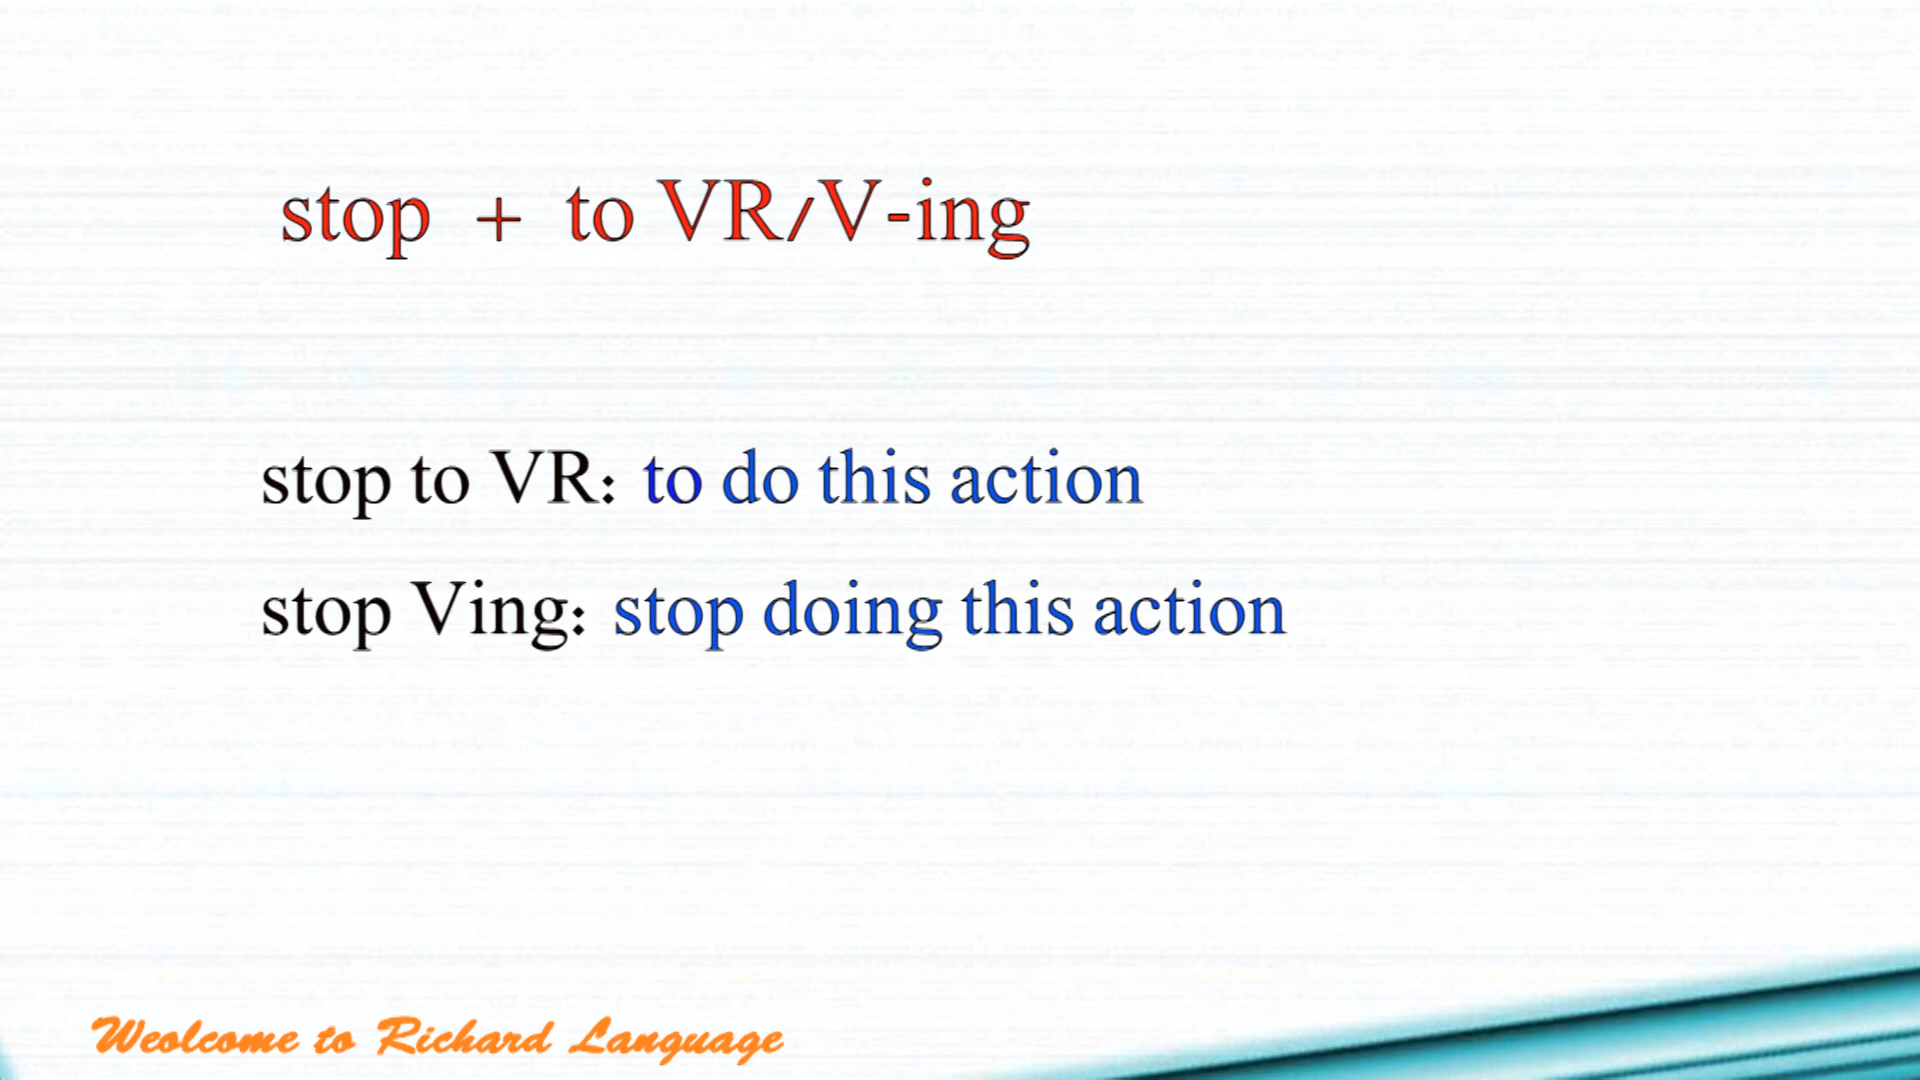 stop + to VR/V-ing
stop to VR: to do this action
stop Ving: stop doing this action
Weolcome to Richard Language